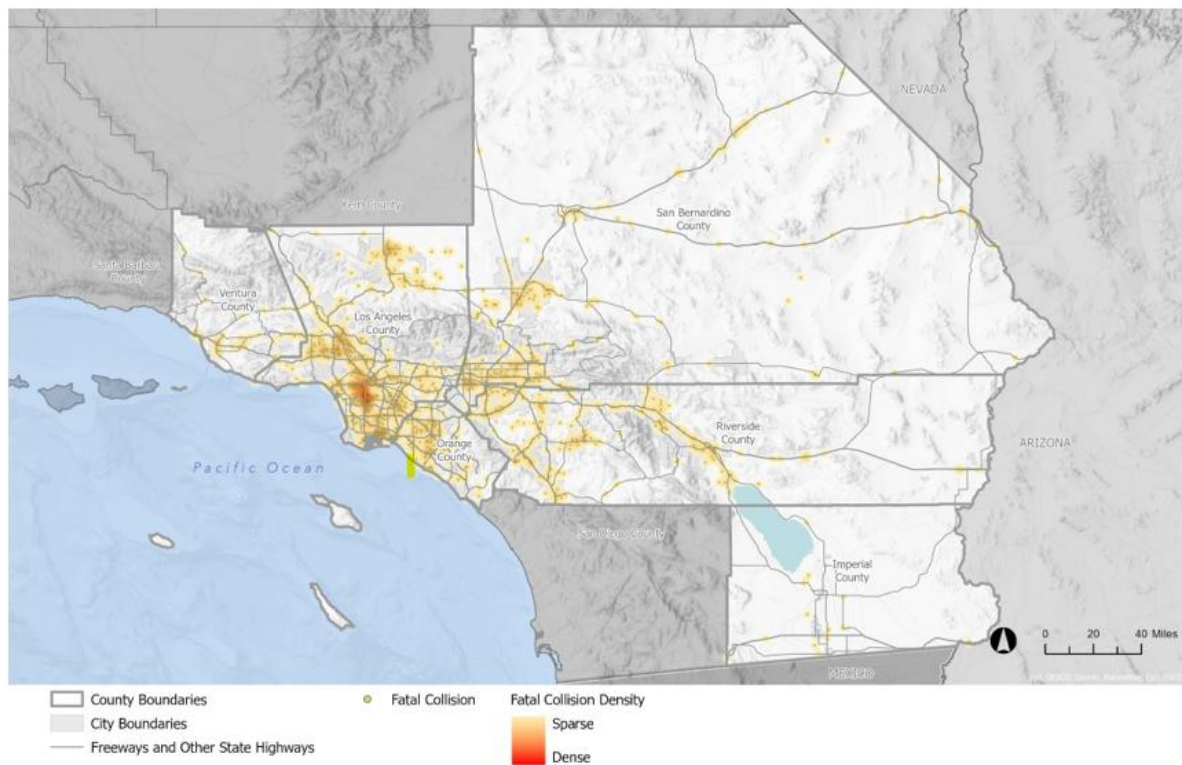 NEVADA
Kern County
San Bernardino
County
Santa Barbara
County
Ventura
County
Los Angeles
County
Riverside
County
ARIZONA
Orange
County
Pacific Ocean
San Diego County
Imperial
County
0 20 40 Miles
MEXICO
County Boundaries
City Boundaries
Freeways and Other State Highways
Fatal Collision
Fatal Collision Density
Sparse
Dense